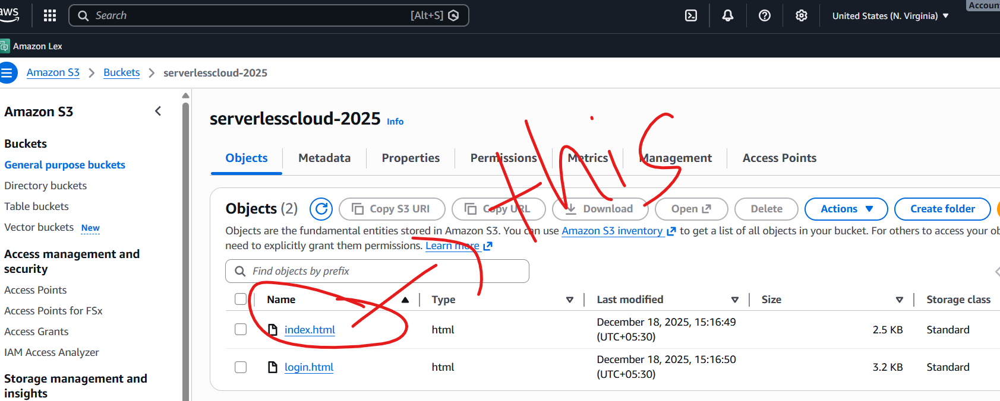 aws
Search [Alt+S]
United States (N. Virginia)
Accoun
Amazon Lex
Amazon S3 > Buckets > serverlesscloud-2025
Amazon S3
Buckets
General purpose buckets
Directory buckets
Table buckets
Vector buckets New
Access management and
security
Access Points
Access Points for FSx
Access Grants
IAM Access Analyzer
Storage management and
insights
serverlesscloud-2025 Info
this
Objects Metadata Properties Permissions Metrics Management Access Points
Objects (2) Copy S3 URI Copy URL Download Open Delete Actions Create folder
Objects are the fundamental entities stored in Amazon S3. You can use Amazon S3 inventory to get a list of all objects in your bucket. For others to access your ob
need to explicitly grant them permissions. Learn more
Find objects by prefix
Name Type Last modified Size Storage class
index.html html December 18, 2025, 15:16:49 (UTC+05:30) 2.5 KB Standard
login.html html December 18, 2025, 15:16:50 (UTC+05:30) 3.2 KB Standard